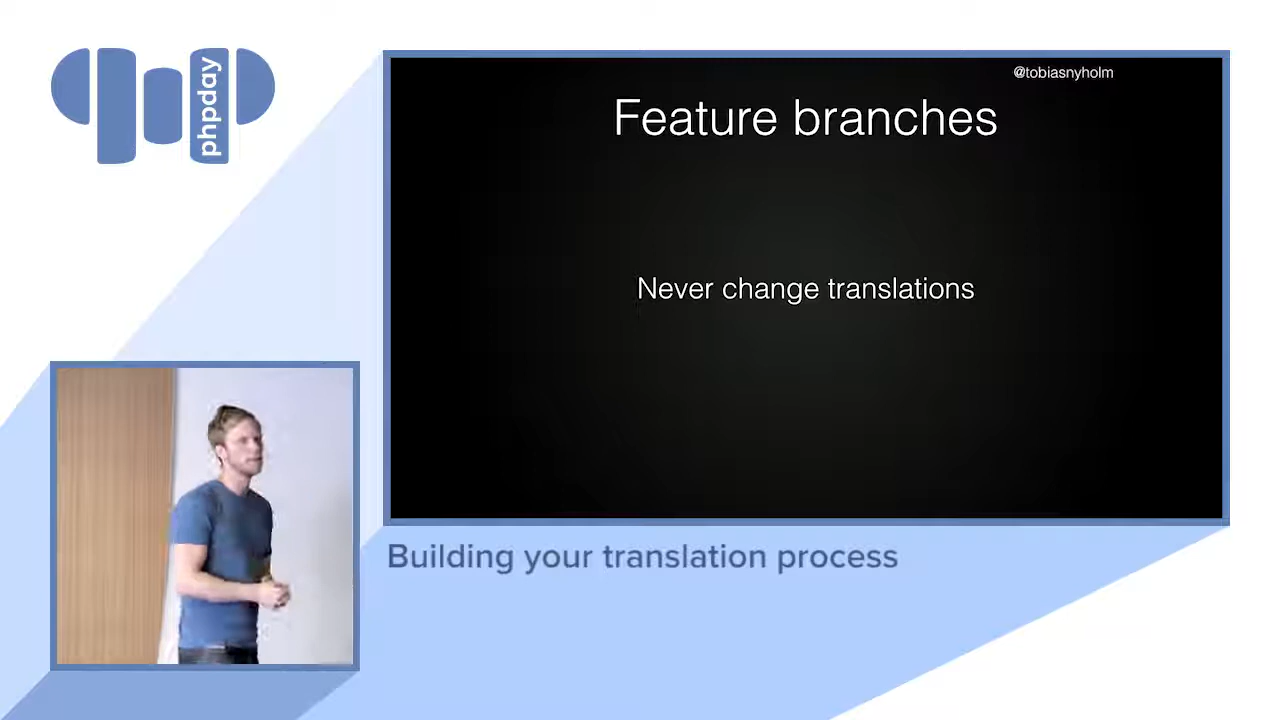 phpday
@tobiasnyholm
Feature branches
Never change translations
Building your translation process